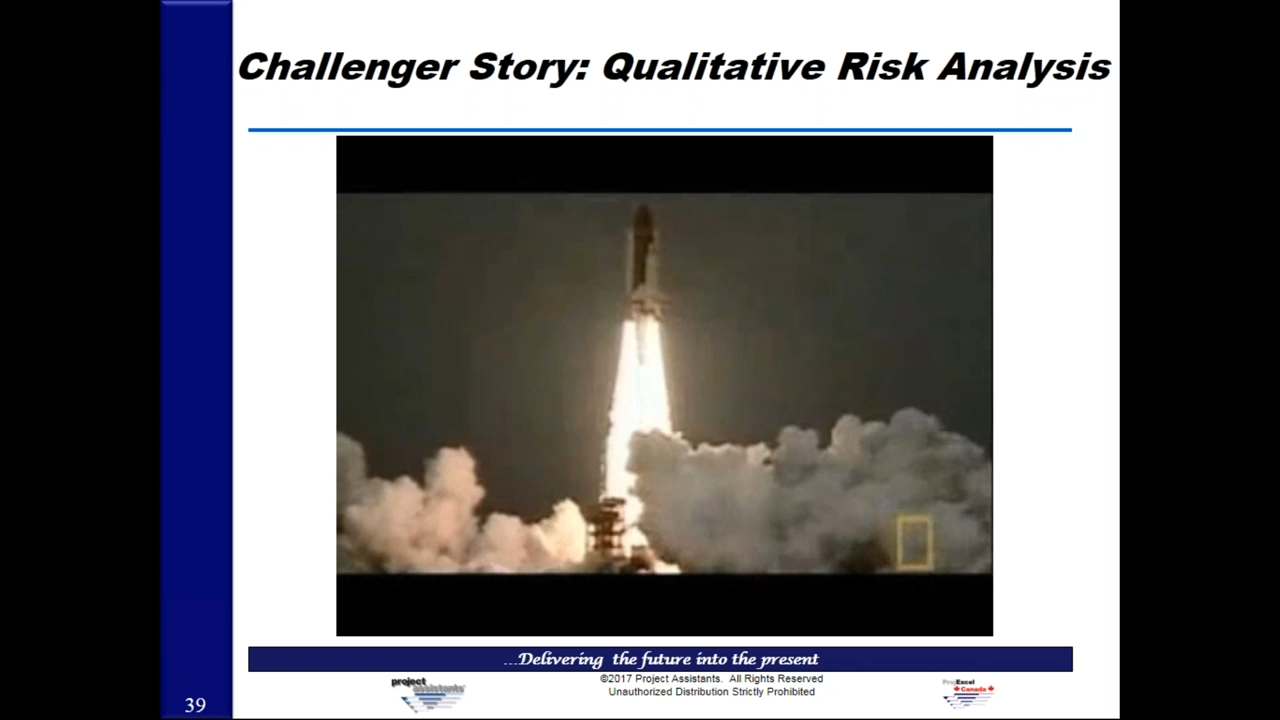 Challenger Story: Qualitative Risk Analysis
...Delivering the future into the present
project
assistants
©2017 Project Assistants. All Rights Reserved
Unauthorized Distribution Strictly Prohibited
ProjExcel
Canada
39